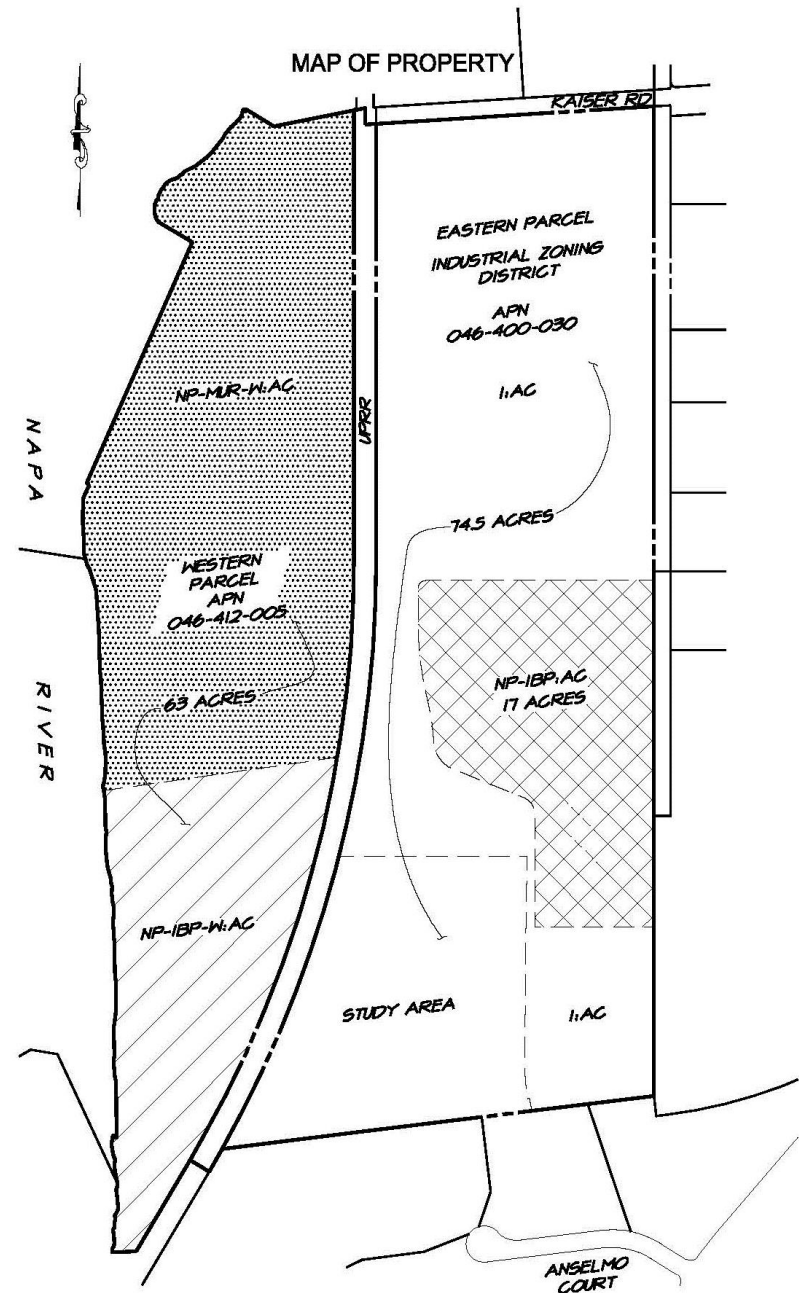 MAP OF PROPERTY
KAISER RD
EASTERN PARCEL
INDUSTRIAL ZONING
DISTRICT
APN
046-400-030
I:AC
NP-MUR-W:AC
UPRR
NAPA
RIVER
74.5 ACRES
WESTERN
PARCEL
APN
046-412-005
63 ACRES
NP-IBP:AC
17 ACRES
NP-IBP-W:AC
STUDY AREA
I:AC
ANSELMO
COURT